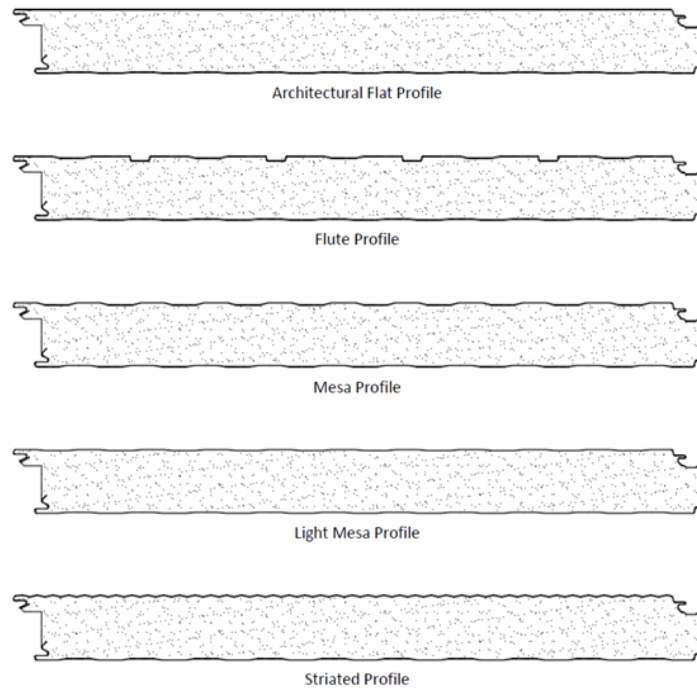 Architectural Flat Profile
Flute Profile
Mesa Profile
Light Mesa Profile
Striated Profile